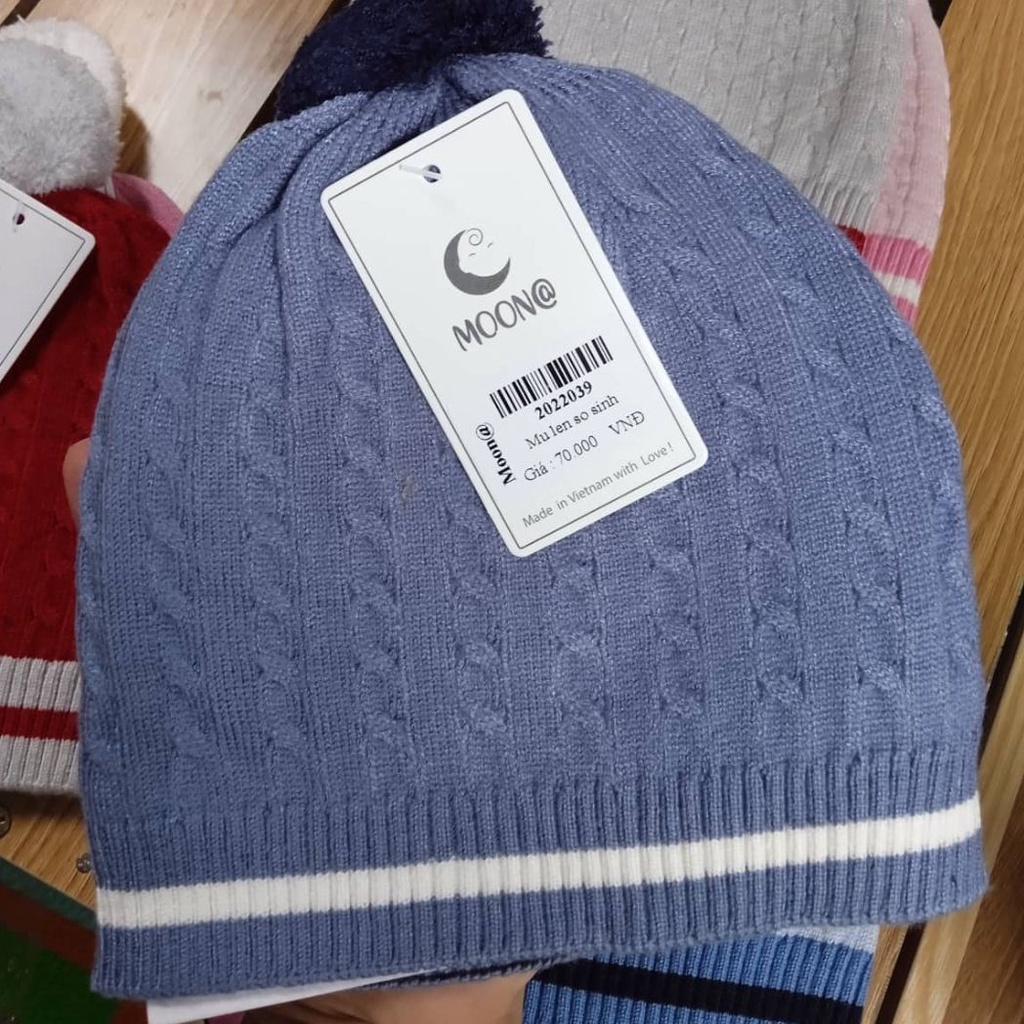 MOON@
2022039
Mu len so sinh
Giá : 70.000 VNĐ
Moon@
Made in Vietnam with Love !